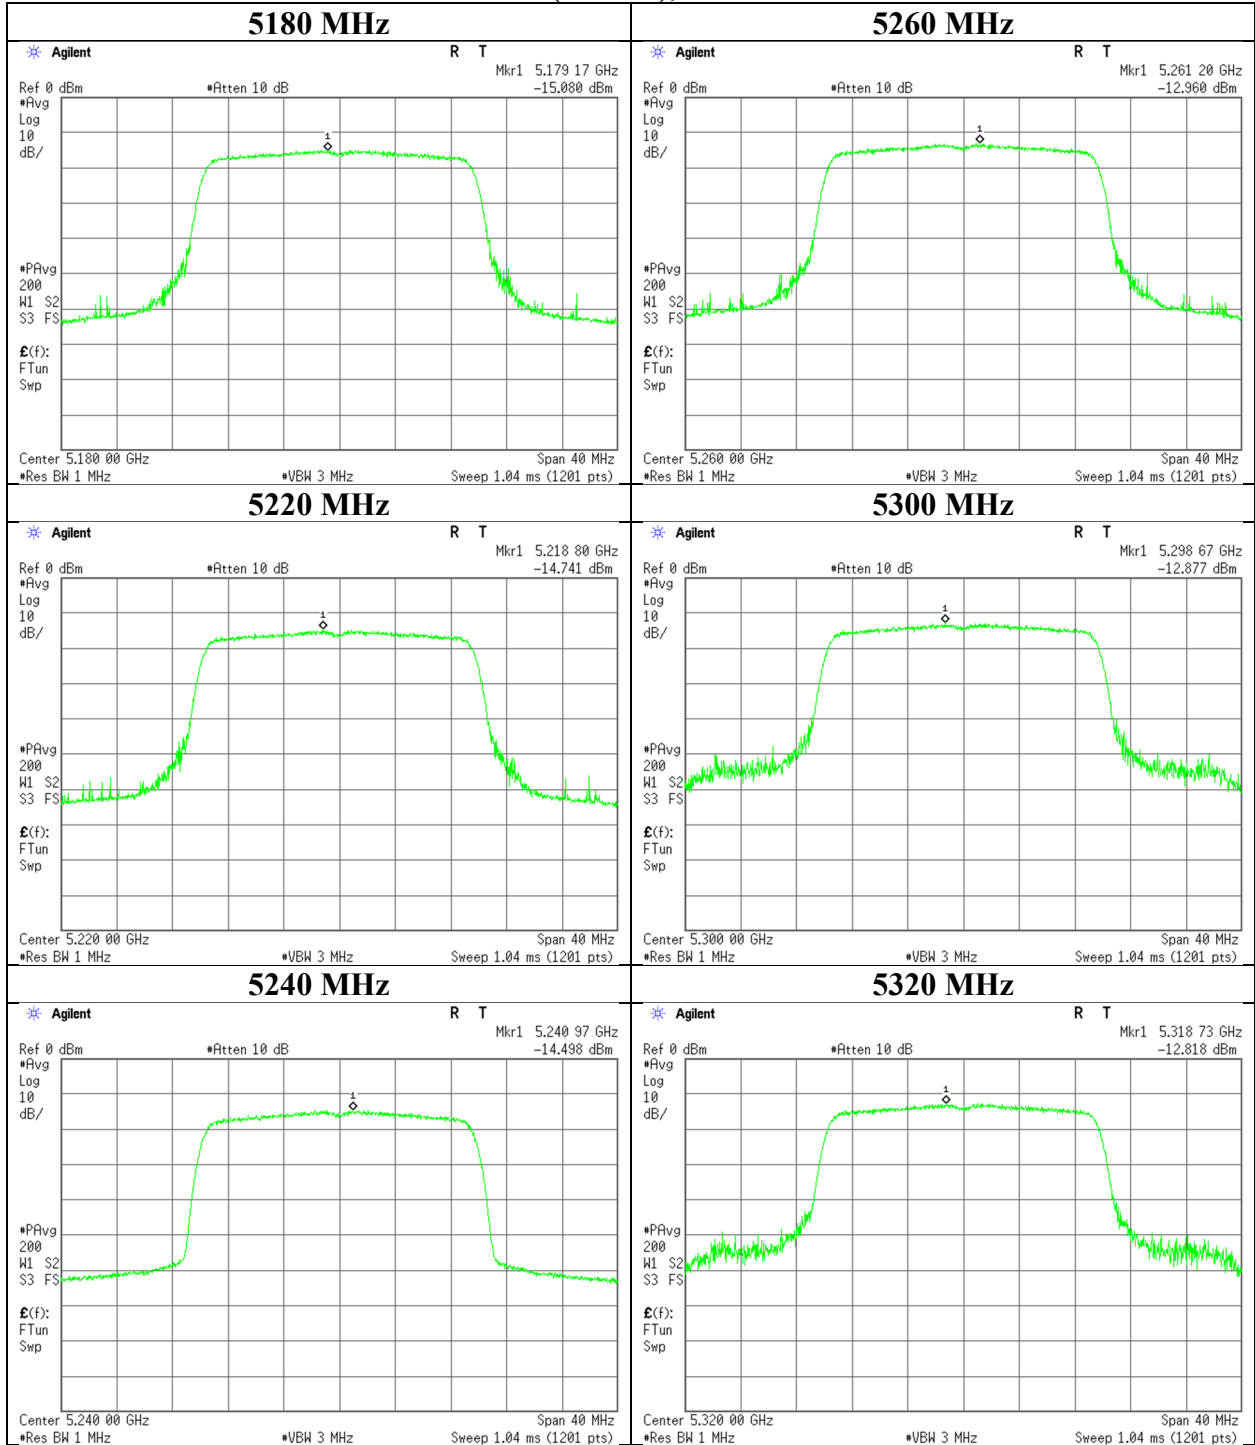 5180 MHz
Agilent R T
Mkr1 5.179 17 GHz
Ref 0 dBm #Atten 10 dB -15.080 dBm
#Avg
Log
10
dB/
1
#PAvg
200
W1 S2
S3 FS
£(f):
FTun
Swp
Center 5.180 00 GHz Span 40 MHz
#Res BW 1 MHz #VBW 3 MHz Sweep 1.04 ms (1201 pts)
5260 MHz
Agilent R T
Mkr1 5.261 20 GHz
Ref 0 dBm #Atten 10 dB -12.960 dBm
#Avg
Log
10
dB/
1
#PAvg
200
W1 S2
S3 FS
£(f):
FTun
Swp
Center 5.260 00 GHz Span 40 MHz
#Res BW 1 MHz #VBW 3 MHz Sweep 1.04 ms (1201 pts)
5220 MHz
Agilent R T
Mkr1 5.218 80 GHz
Ref 0 dBm #Atten 10 dB -14.741 dBm
#Avg
Log
10
dB/
1
#PAvg
200
W1 S2
S3 FS
£(f):
FTun
Swp
Center 5.220 00 GHz Span 40 MHz
#Res BW 1 MHz #VBW 3 MHz Sweep 1.04 ms (1201 pts)
5300 MHz
Agilent R T
Mkr1 5.298 67 GHz
Ref 0 dBm #Atten 10 dB -12.877 dBm
#Avg
Log
10
dB/
1
#PAvg
200
W1 S2
S3 FS
£(f):
FTun
Swp
Center 5.300 00 GHz Span 40 MHz
#Res BW 1 MHz #VBW 3 MHz Sweep 1.04 ms (1201 pts)
5240 MHz
Agilent R T
Mkr1 5.240 97 GHz
Ref 0 dBm #Atten 10 dB -14.498 dBm
#Avg
Log
10
dB/
1
#PAvg
200
W1 S2
S3 FS
£(f):
FTun
Swp
Center 5.240 00 GHz Span 40 MHz
#Res BW 1 MHz #VBW 3 MHz Sweep 1.04 ms (1201 pts)
5320 MHz
Agilent R T
Mkr1 5.318 73 GHz
Ref 0 dBm #Atten 10 dB -12.818 dBm
#Avg
Log
10
dB/
1
#PAvg
200
W1 S2
S3 FS
£(f):
FTun
Swp
Center 5.320 00 GHz Span 40 MHz
#Res BW 1 MHz #VBW 3 MHz Sweep 1.04 ms (1201 pts)